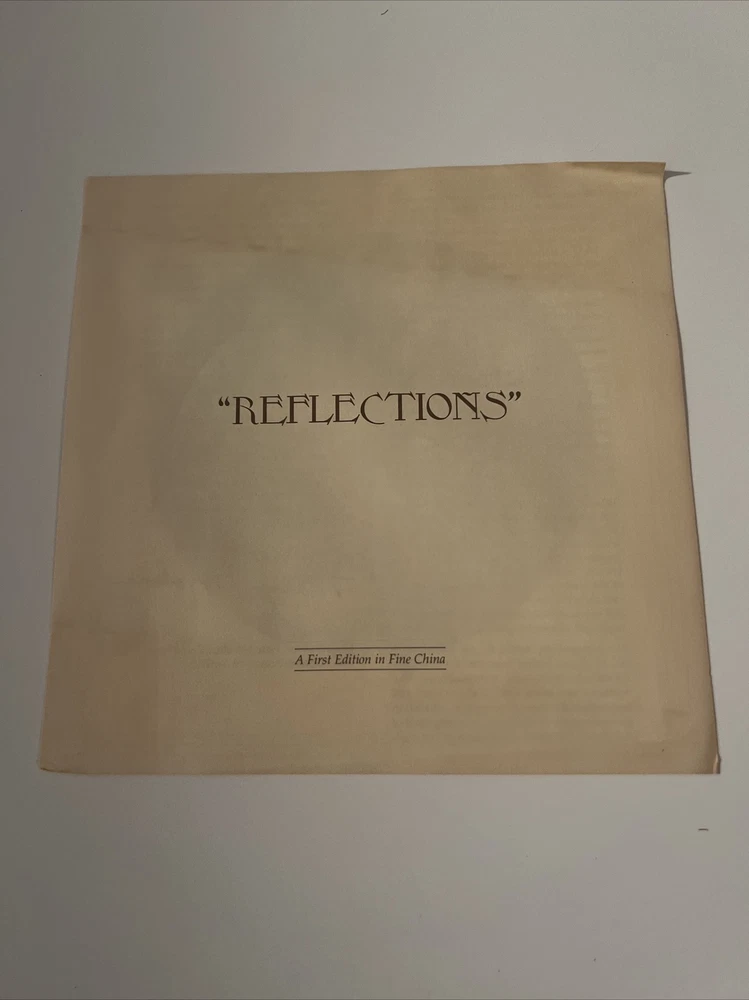 “REFLECTIONS”
A First Edition in Fine China